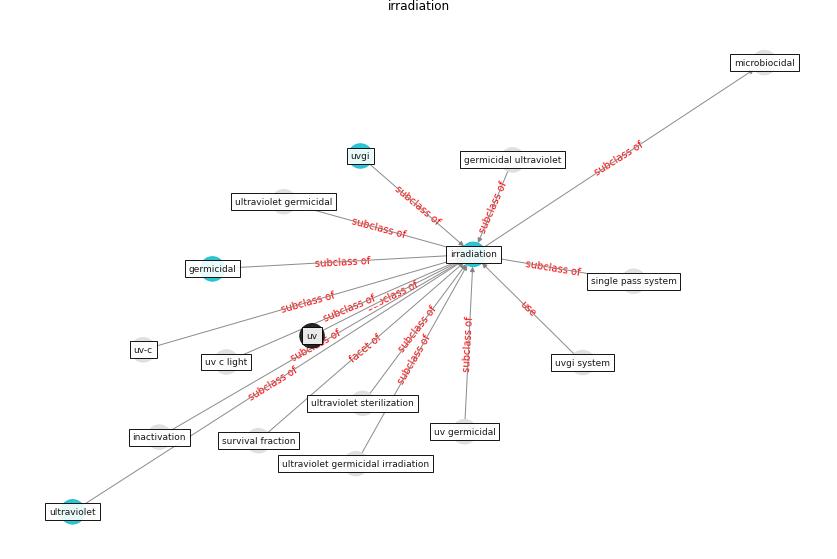 irradiation
microbiocidal
subclass of
uvgi
germicidal ultraviolet
subclass of
subclass of
ultraviolet germicidal
subclass of
irradiation
germicidal
subclass of
subclass of
single pass system
subclass of
subclass of
use
uv
subclass of
subclass of
facet of
subclass of
subclass of
uv-c
uv c light
uvgi system
subclass of
ultraviolet sterilization
inactivation
survival fraction
uv germicidal
ultraviolet germicidal irradiation
ultraviolet